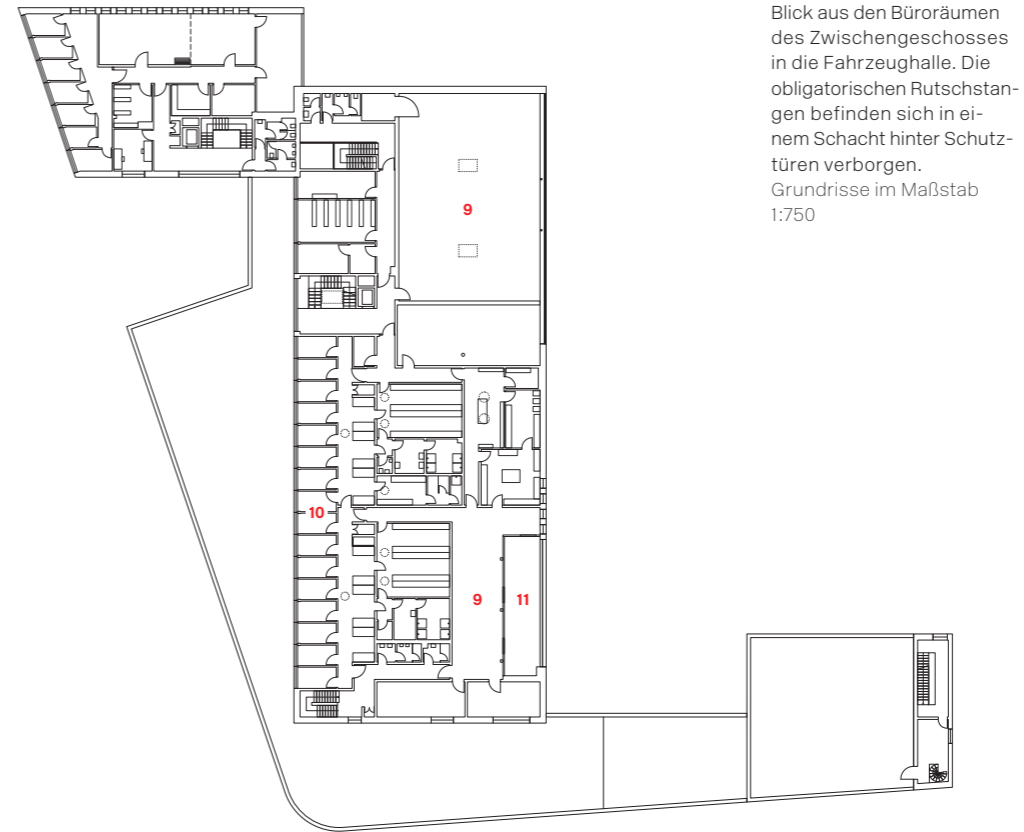 Blick aus den Büroräumen
des Zwischengeschosses
in die Fahrzeughalle. Die
obligatorischen Rutschstan-
gen befinden sich in ei-
nem Schacht hinter Schutz-
türen verborgen.
Grundrisse im Maßstab
1:750
9
10
9
11